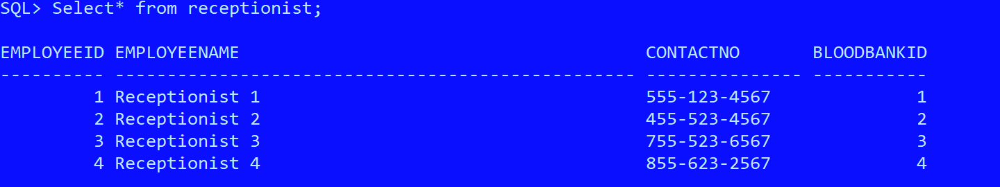 SQL> Select* from receptionist;
EMPLOYEEID EMPLOYEENAME                                       CONTACTNO       BLOODBANKID
---------- -------------------------------------------------- --------------- -----------
         1 Receptionist 1                                     555-123-4567              1
         2 Receptionist 2                                     455-523-4567              2
         3 Receptionist 3                                     755-523-6567              3
         4 Receptionist 4                                     855-623-2567              4